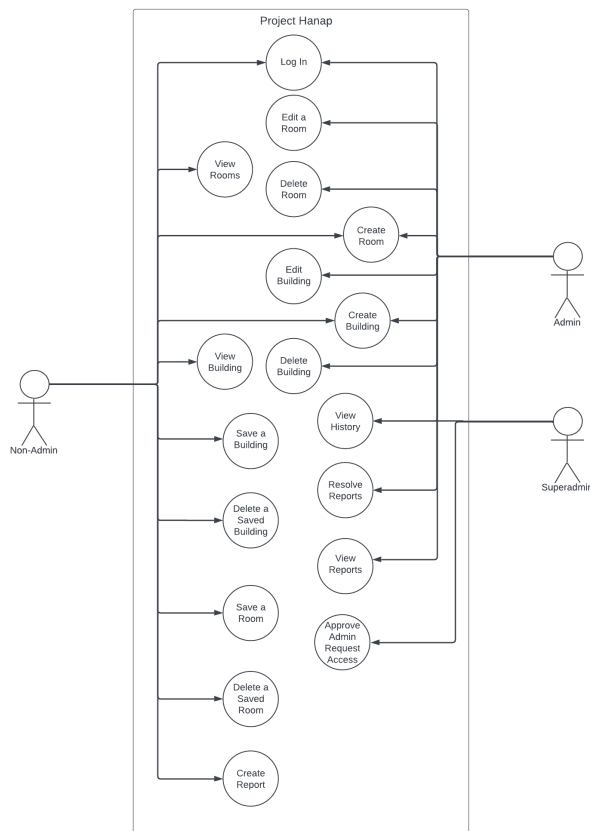 Project Hanap
Log In
Edit a
Room
View
Rooms
Delete
Room
Create
Room
Edit
Building
Admin
Create
Building
View
Building
Delete
Building
Non-Admin
View
History
Save a
Building
Superadmin
Resolve
Reports
Delete a
Saved
Building
View
Reports
Save a
Room
Approve
Admin
Request
Access
Delete a
Saved
Room
Create
Report